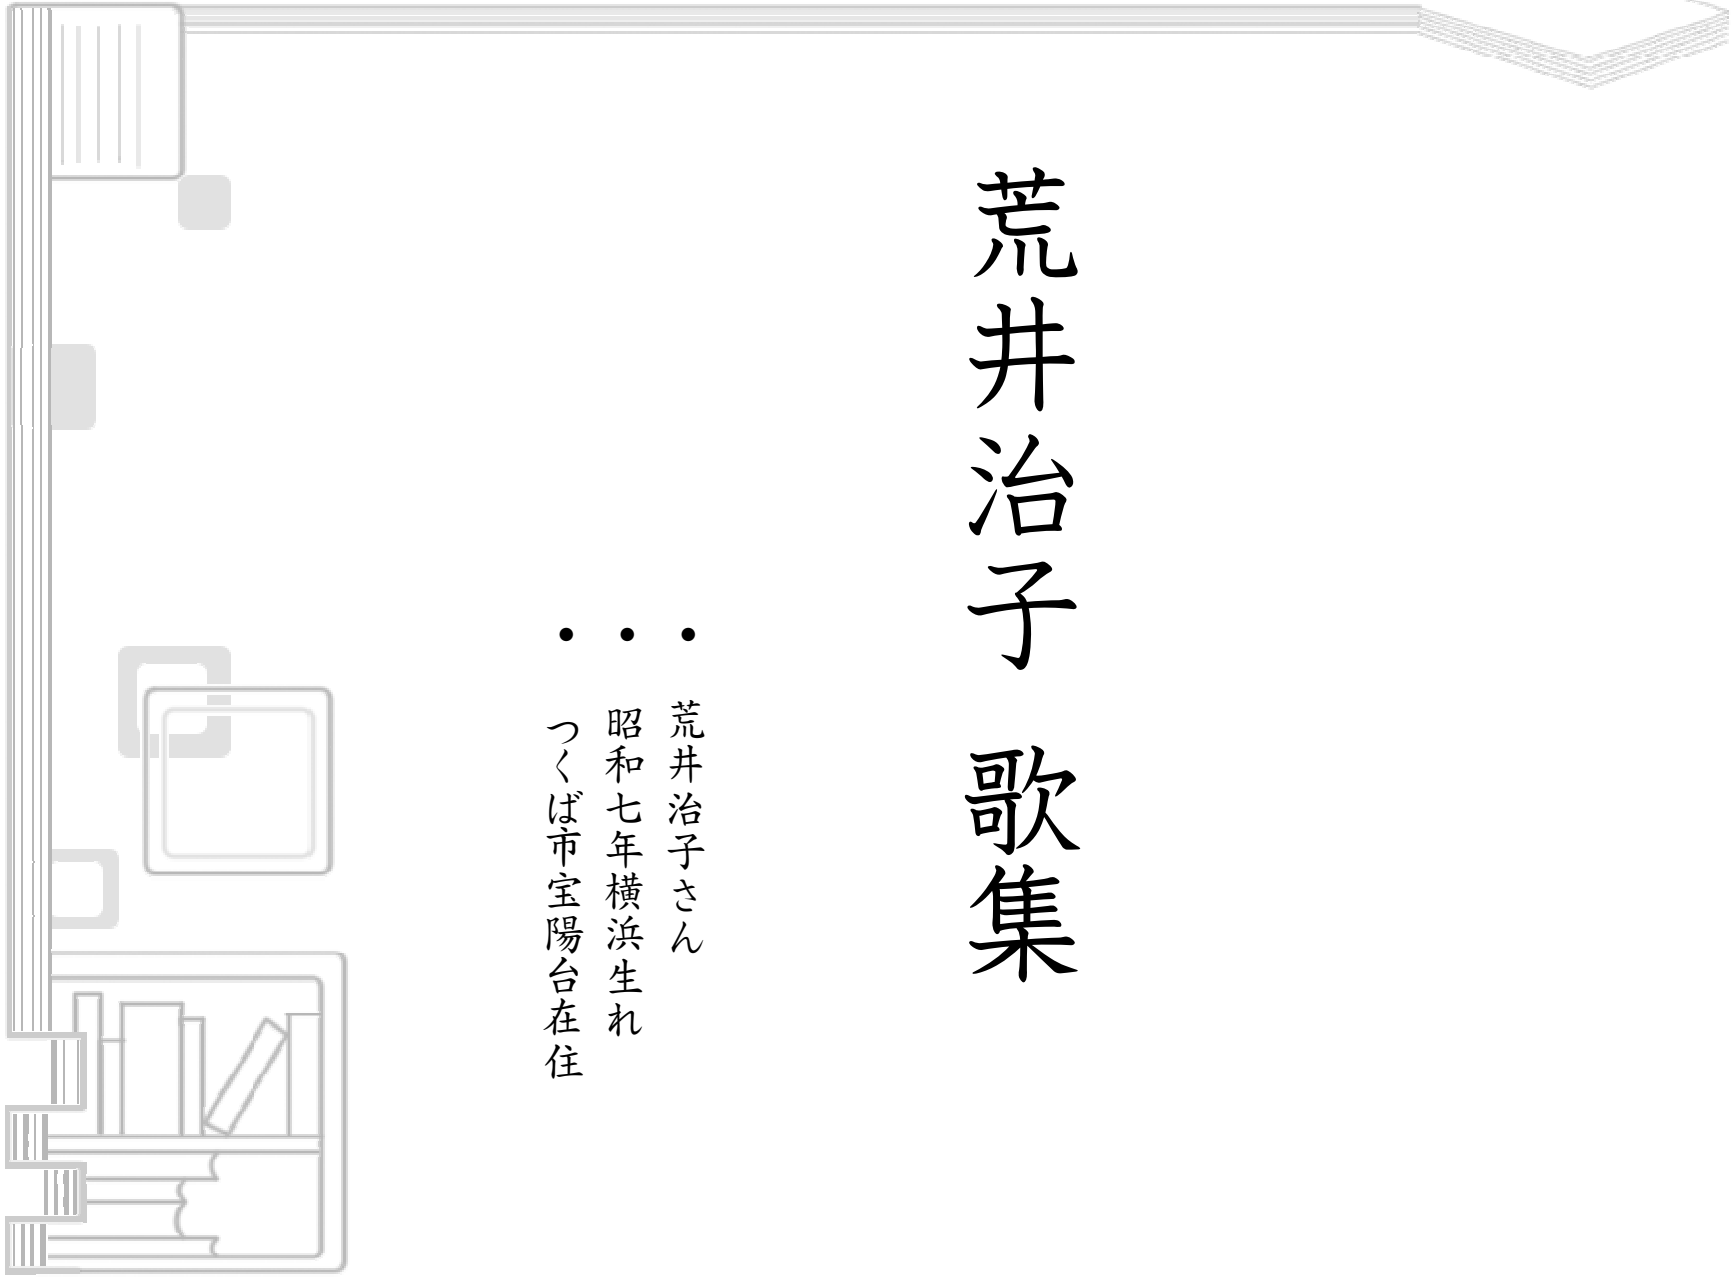 荒井治子 歌集
・ 荒井治子さん
・ 昭和七年横浜生れ
・ つくば市宝陽台在住